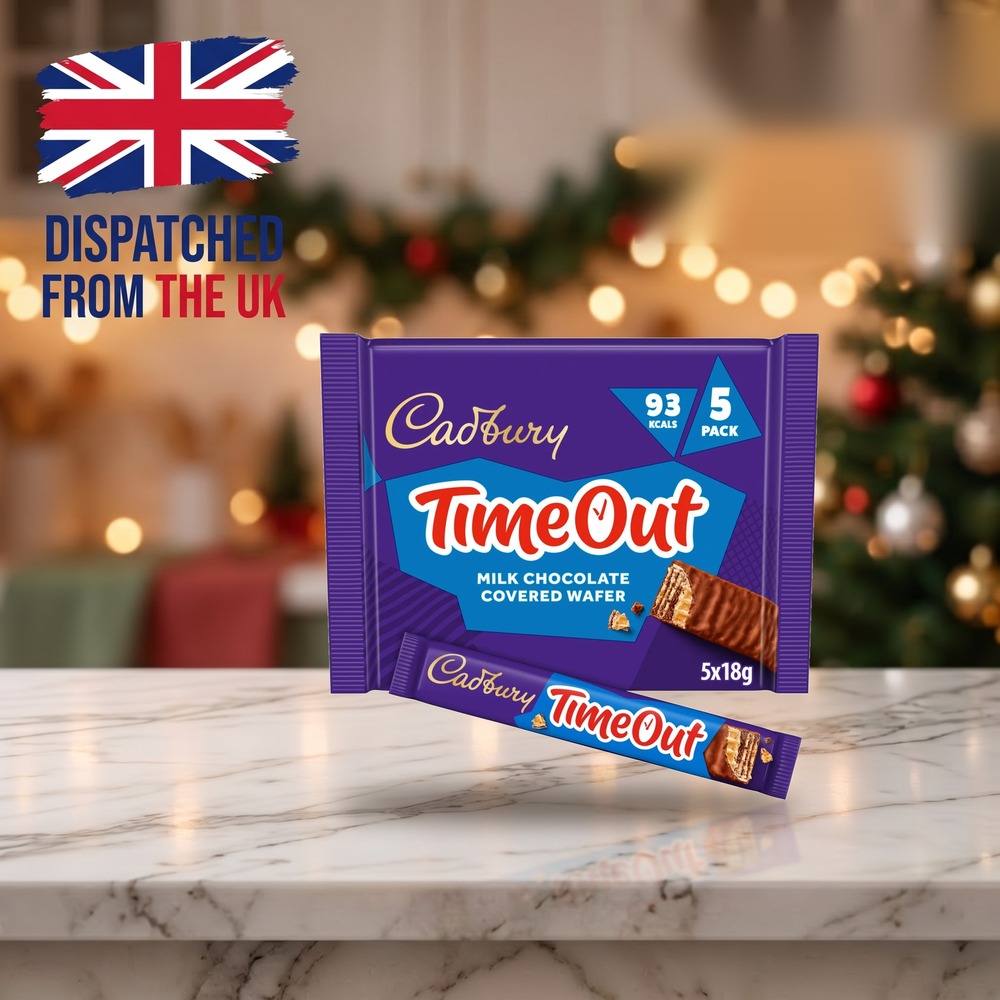 DISPATCHED
FROM THE UK
Cadbury
93
KCALS
5
PACK
TimeOut
MILK CHOCOLATE
COVERED WAFER
5x18g
Cadbury TimeOut